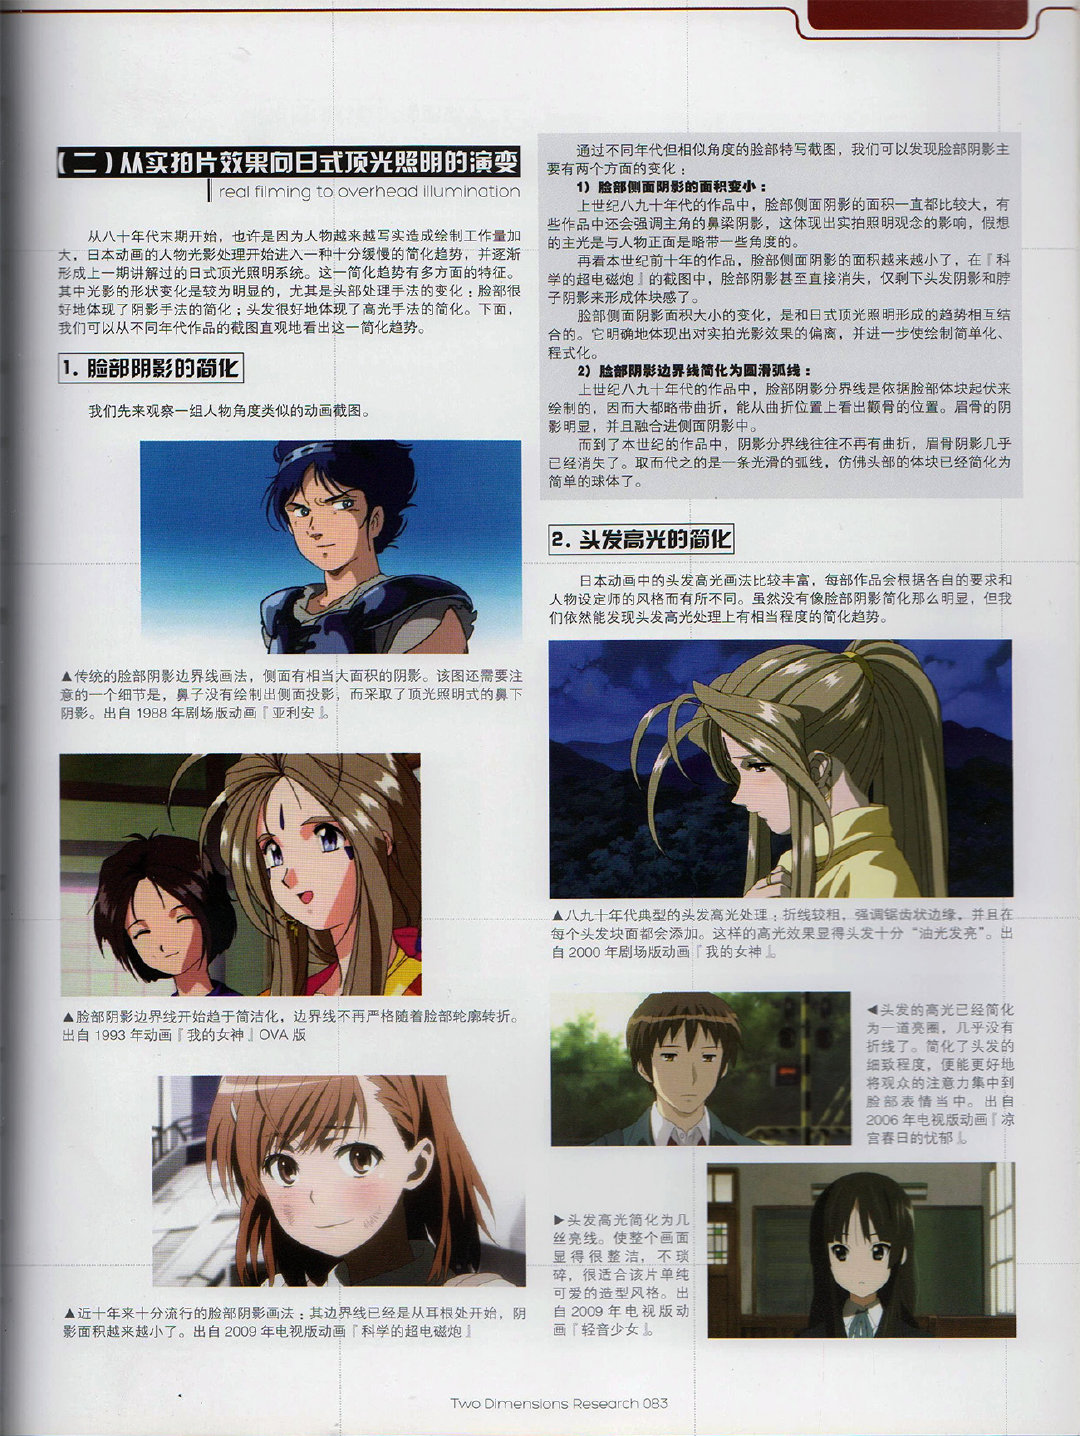 (二)从实拍片效果向日式顶光照明的演变
real filming to overhead illumination
从八十年代末期开始，也许是因为人物越来越写实造成绘制工作量加
大，日本动画的人物光影处理开始进入一种十分缓慢的简化趋势，并逐渐
形成上一期讲解过的日式顶光照明系统。这一简化趋势有多方面的特征。
其中光影的形状变化是较为明显的，尤其是头部处理手法的变化：脸部很
好地体现了阴影手法的简化；头发很好地体现了高光手法的简化。下面，
我们可以从不同年代作品的截图直观地看出这一简化趋势。
1. 脸部阴影的简化
我们先来观察一组人物角度类似的动画截图。
▲传统的脸部阴影边界线画法，侧面有相当大面积的阴影。该图还需要注
意的一个细节是，鼻子没有绘制出侧面投影，而采取了顶光照明式的鼻下
阴影。出自 1988 年剧场版动画『亚利安』。
▲脸部阴影边界线开始趋于简洁化，边界线不再严格随着脸部轮廓转折。
出自 1993 年动画『我的女神』OVA 版
▲近十年来十分流行的脸部阴影画法：其边界线已经是从耳根处开始，阴
影面积越来越小了。出自 2009 年电视版动画『科学的超电磁炮』
通过不同年代但相似角度的脸部特写截图，我们可以发现脸部阴影主
要有两个方面的变化：
1) 脸部侧面阴影的面积变小：
上世纪八九十年代的作品中，脸部侧面阴影的面积一直都比较大，有
些作品中还会强调主角的鼻梁阴影，这体现出实拍照明观念的影响，假想
的主光是与人物正面是略带一些角度的。
再看本世纪前十年的作品，脸部侧面阴影的面积越来越小了，在『科
学的超电磁炮』的截图中，脸部阴影甚至直接消失，仅剩下头发阴影和脖
子阴影来形成体块感了。
脸部侧面阴影面积大小的变化，是和日式顶光照明形成的趋势相互结
合的。它明确地体现出对实拍光影效果的偏离，并进一步使绘制简单化、
程式化。
2) 脸部阴影边界线简化为圆滑弧线：
上世纪八九十年代的作品中，脸部阴影分界线是依据脸部体块起伏来
绘制的，因而大都略带曲折，能从曲折位置上看出颧骨的位置。眉骨的阴
影明显，并且融合进侧面阴影中。
而到了本世纪的作品中，阴影分界线往往不再有曲折，眉骨阴影几乎
已经消失了。取而代之的是一条光滑的弧线，仿佛头部的体块已经简化为
简单的球体了。
2. 头发高光的简化
日本动画中的头发高光画法比较丰富，每部作品会根据各自的要求和
人物设定师的风格而有所不同。虽然没有像脸部阴影简化那么明显，但我
们依然能发现头发高光处理上有相当程度的简化趋势。
▲八九十年代典型的头发高光处理：折线较粗，强调锯齿状边缘，并且在
每个头发块面都会添加。这样的高光效果显得头发十分“油光发亮”。出
自 2000 年剧场版动画『我的女神』。
◀头发的高光已经简化
为一道亮圈，几乎没有
折线了。简化了头发的
细致程度，便能更好地
将观众的注意力集中到
脸部表情当中。出自
2006 年电视版动画『凉
宫春日的忧郁』。
▶头发高光简化为几
丝亮线。使整个画面
显得很整洁，不琐
碎，很适合该片单纯
可爱的造型风格。出
自 2009 年电视版动
画『轻音少女』。
Two Dimensions Research 083